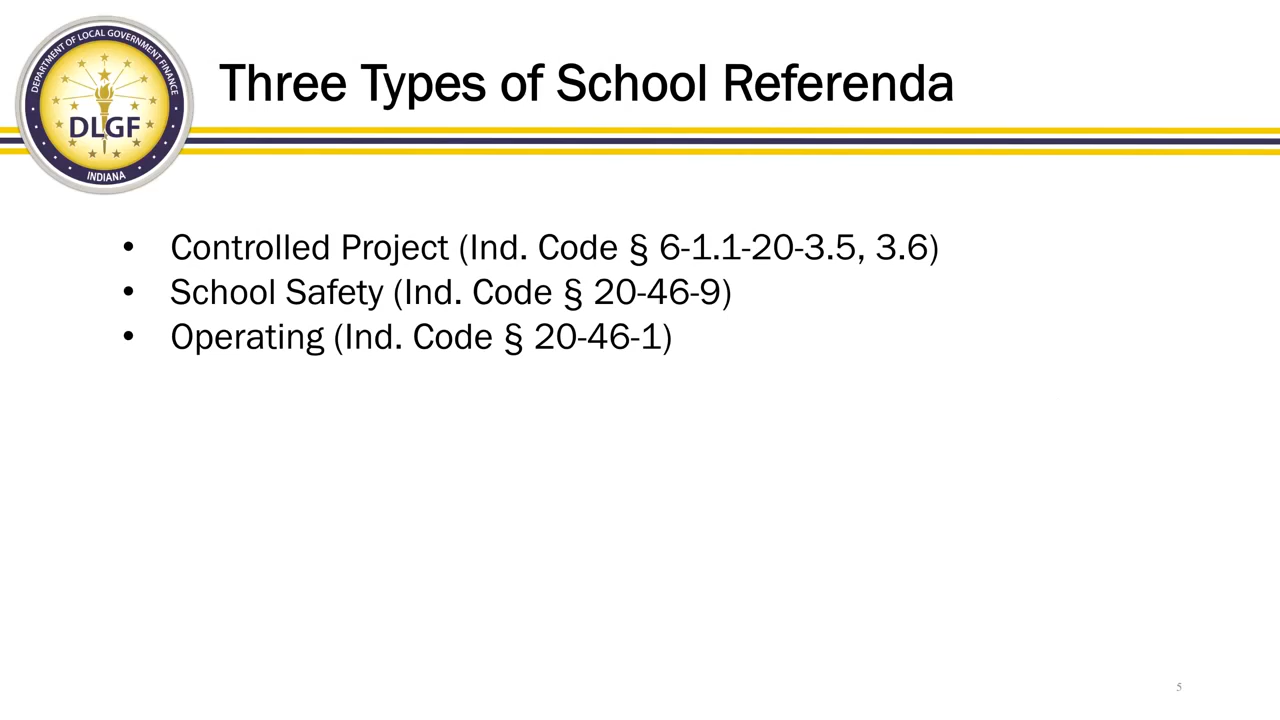 DEPARTMENT OF LOCAL GOVERNMENT FINANCE
DLGF
INDIANA
Three Types of School Referenda
• Controlled Project (Ind. Code § 6-1.1-20-3.5, 3.6)
• School Safety (Ind. Code § 20-46-9)
• Operating (Ind. Code § 20-46-1)
5